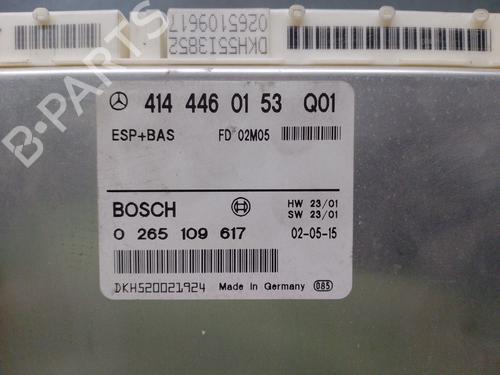 DKH5513852
0265109617
414 446 01 53 Q01
ESP+BAS FD 02M05
BOSCH HW 23/01
SW 23/01
0 265 109 617 02-05-15
DKH520021924 Made in Germany 085
B-PARTS